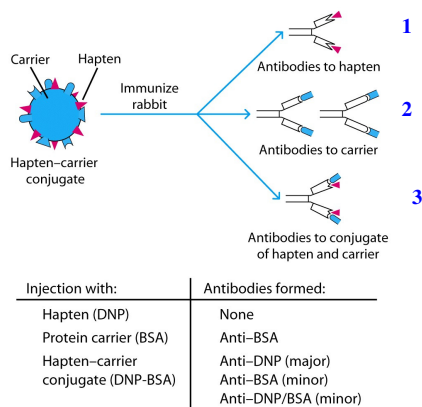 1
Carrier
Hapten
Antibodies to hapten
Immunize
rabbit
2
Hapten–carrier
conjugate
Antibodies to carrier
3
Antibodies to conjugate
of hapten and carrier
Injection with: Antibodies formed:
Hapten (DNP) None
Protein carrier (BSA) Anti–BSA
Hapten–carrier Anti–DNP (major)
conjugate (DNP-BSA) Anti–BSA (minor)
Anti–DNP/BSA (minor)